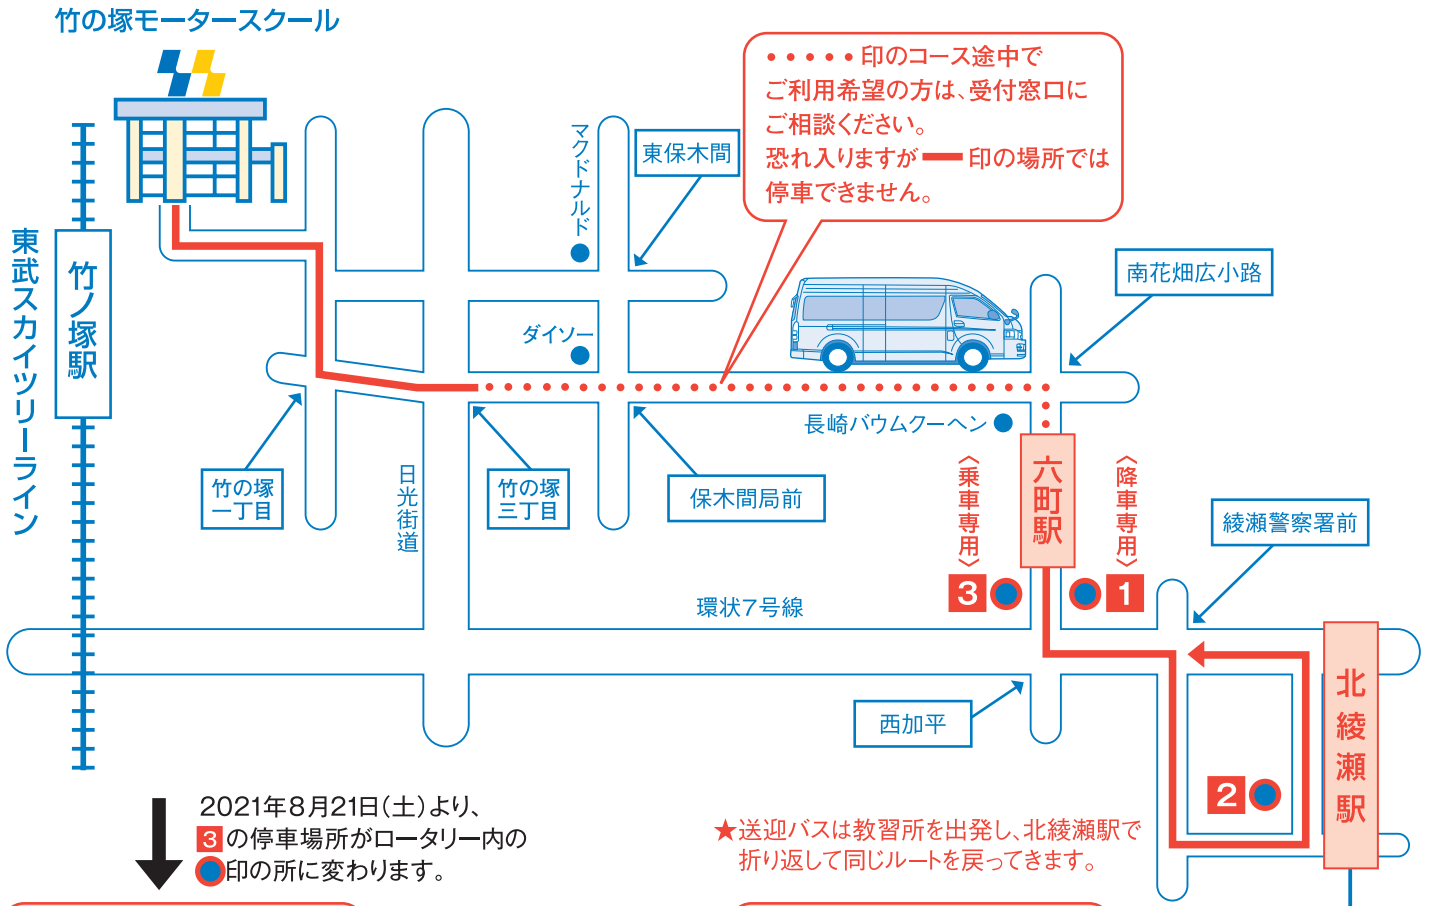 竹の塚モータースクール
・・・・・印のコース途中で
ご利用希望の方は、受付窓口に
ご相談ください。
恐れ入りますが━印の場所では
停車できません。
マクドナルド
東保木間
東武スカイツリーライン
竹ノ塚駅
南花畑広小路
ダイソー
長崎バウムクーヘン
竹の塚
一丁目
日光街道
竹の塚
三丁目
保木間局前
〈乗車専用〉
六町駅
〈降車専用〉
綾瀬警察署前
3
1
環状7号線
西加平
北綾瀬駅
2
2021年8月21日(土)より、
3の停車場所がロータリー内の
印の所に変わります。
★送迎バスは教習所を出発し、北綾瀬駅で
折り返して同じルートを戻ってきます。